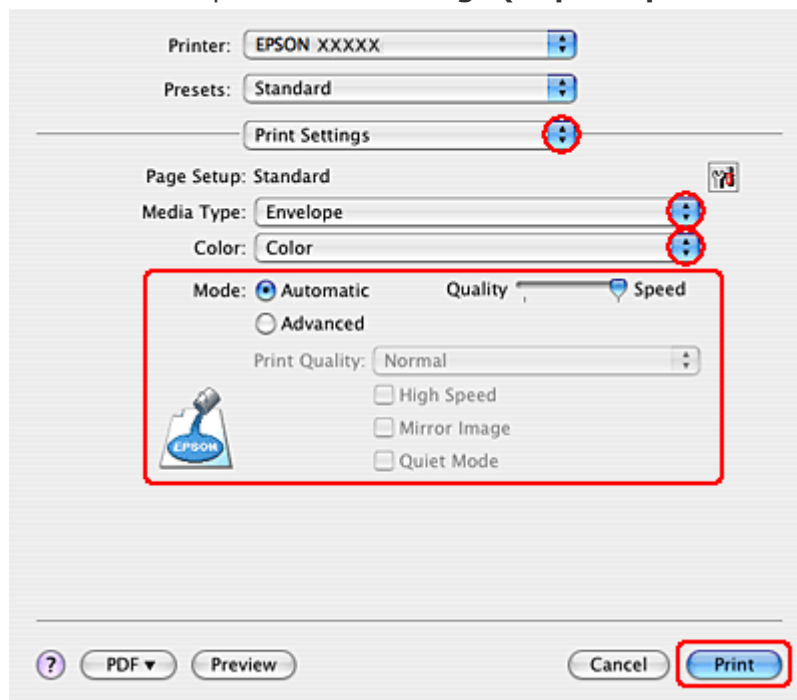 Printer: EPSON XXXXX
Presets: Standard
Print Settings
Page Setup: Standard
Media Type: Envelope
Color: Color
Mode: Automatic Quality Speed
Advanced
Print Quality: Normal
High Speed
Mirror Image
Quiet Mode
EPSON
? PDF ▼ Preview Cancel Print